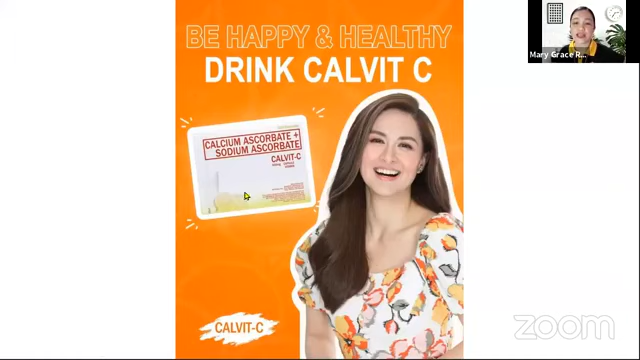 BE HAPPY & HEALTHY
DRINK CALVIT C
CALCIUM ASCORBATE +
SODIUM ASCORBATE
CALVIT-C
CALVIT-C
Mary Grace R...
zoom